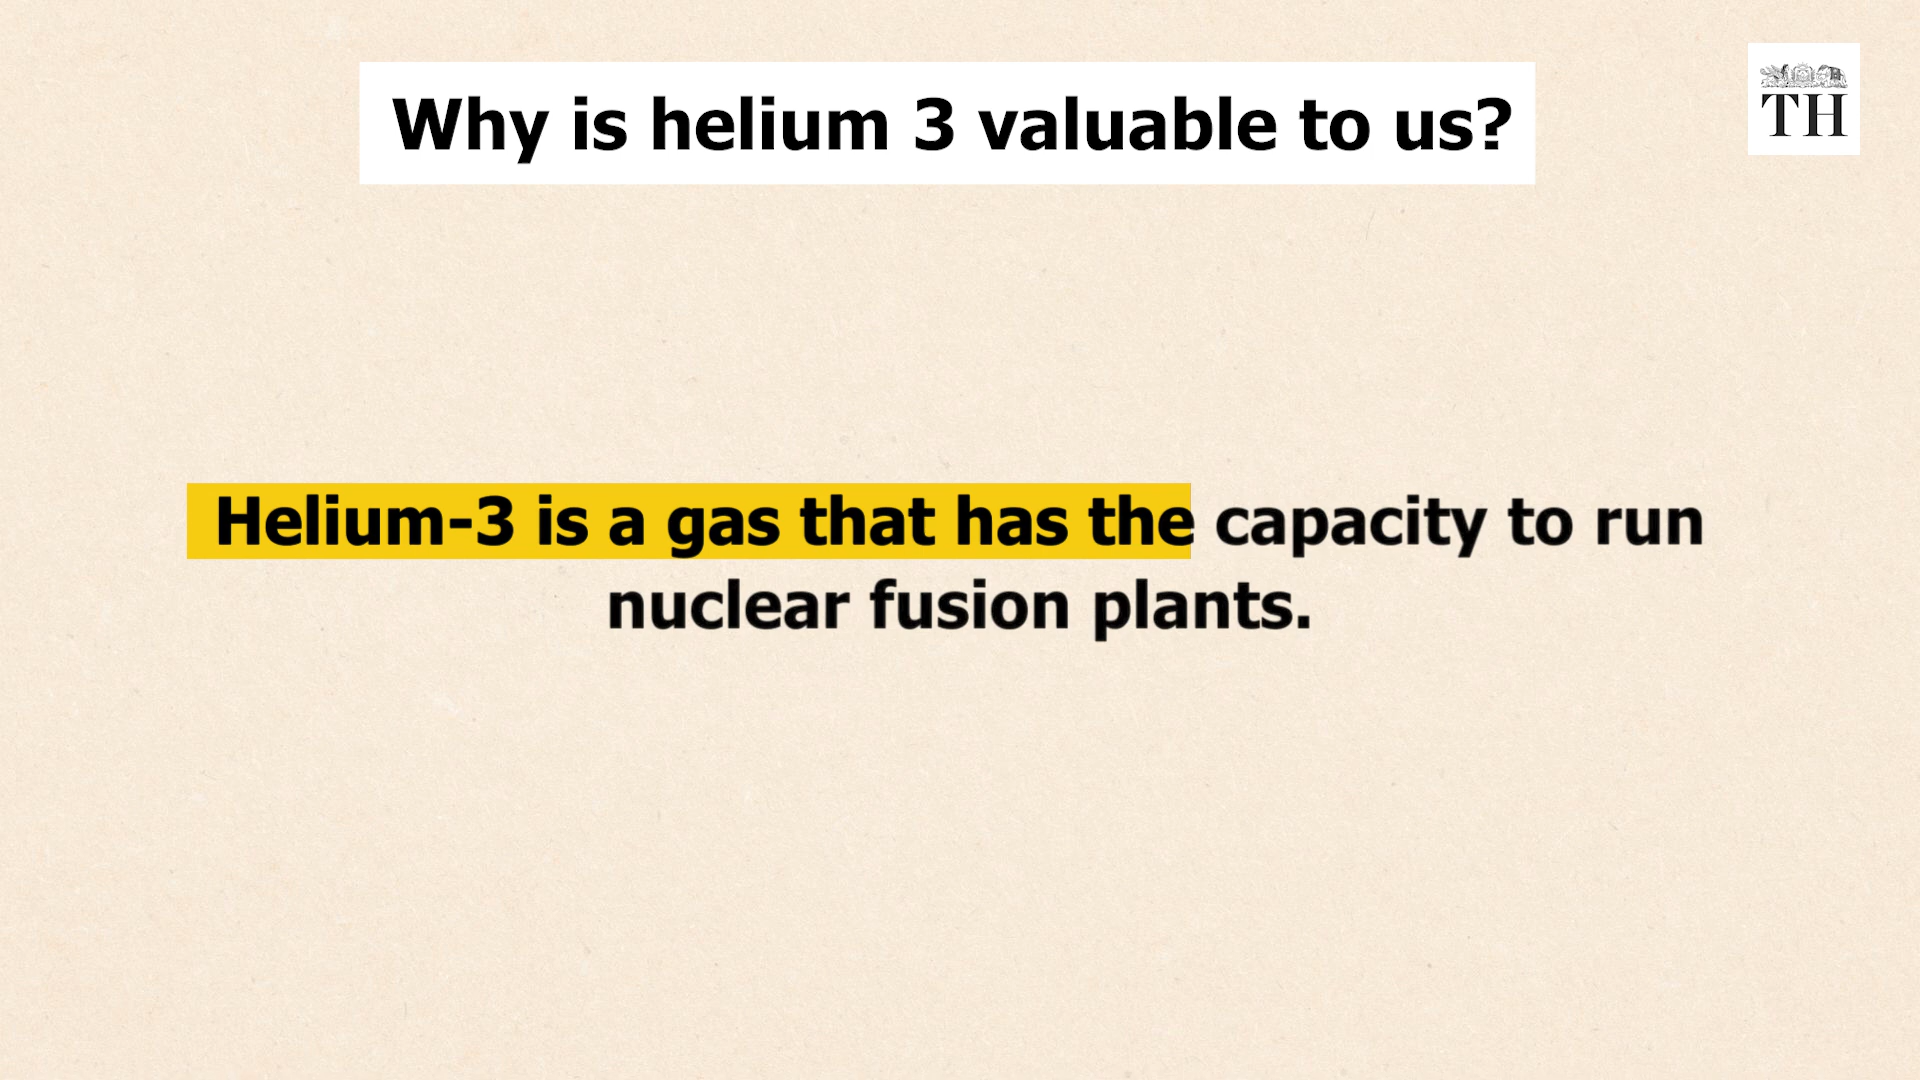 Why is helium 3 valuable to us?
TH
Helium-3 is a gas that has the capacity to run
nuclear fusion plants.